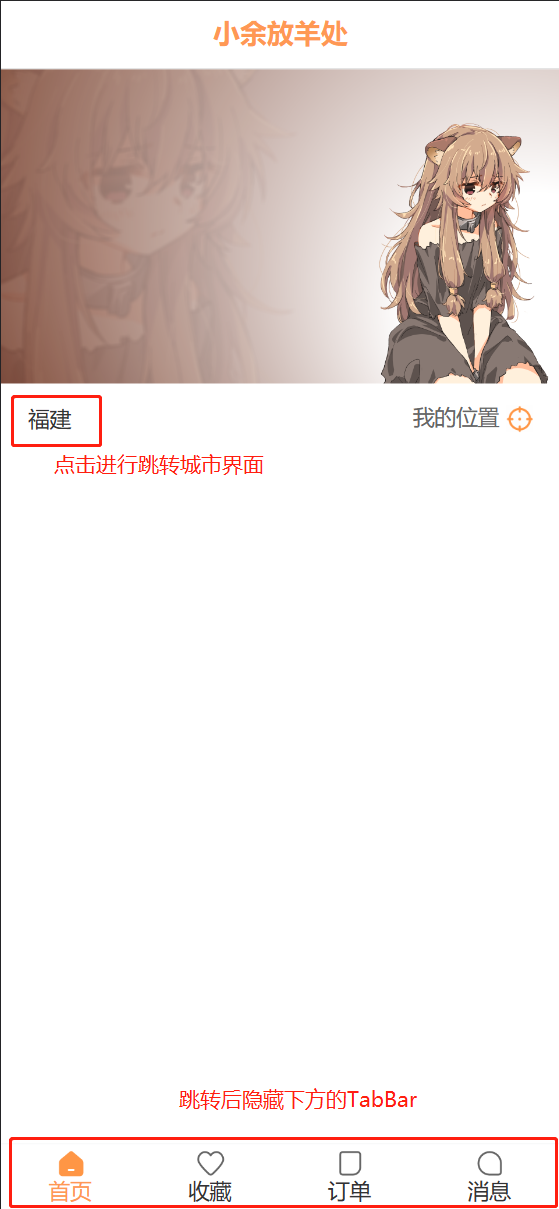 小余放羊处
福建
我的位置
点击进行跳转城市界面
跳转后隐藏下方的TabBar
首页
收藏
订单
消息